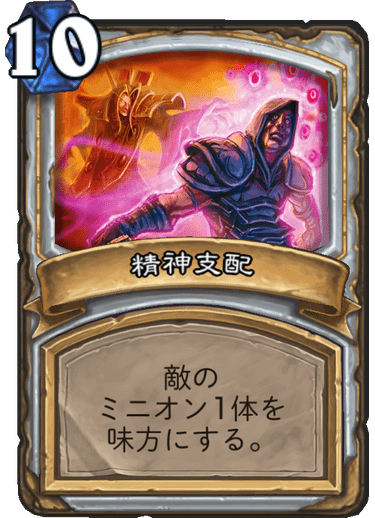 10
精神支配
敵の
ミニオン1体を
味方にする。